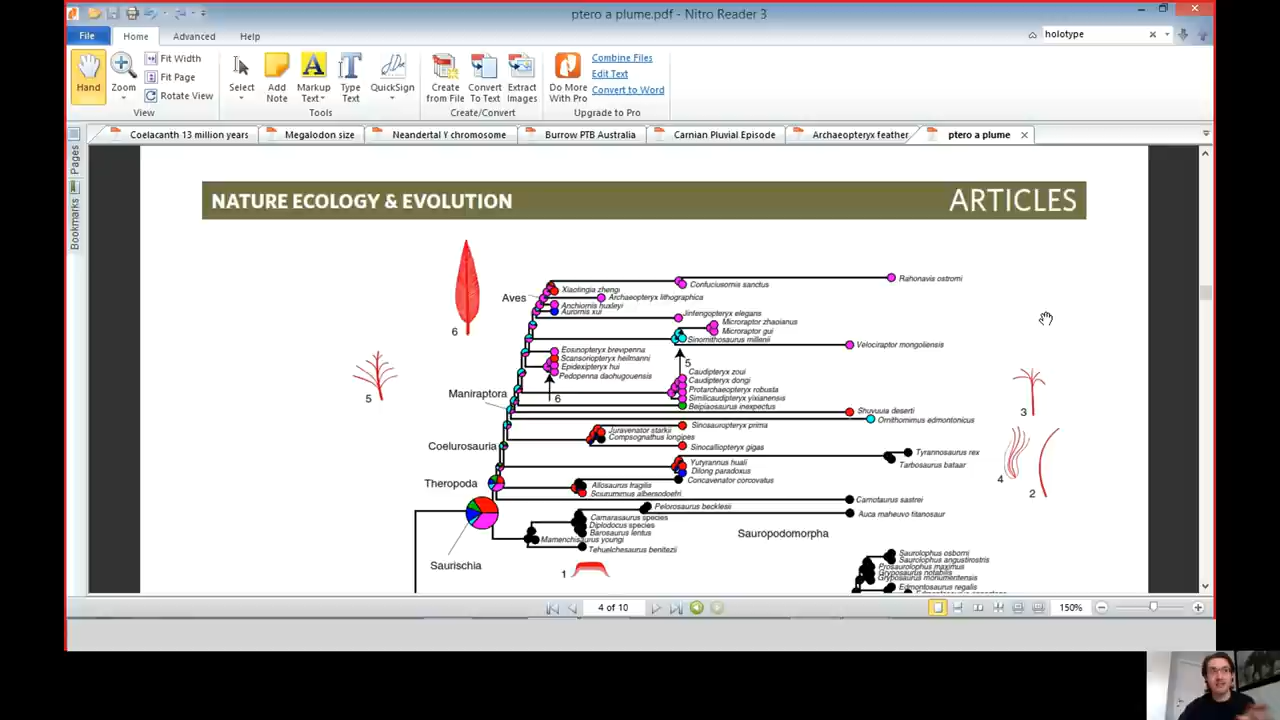 ptero a plume.pdf - Nitro Reader 3
File Home Advanced Help
holotype
Hand
Zoom
Fit Width
Fit Page
Rotate View
View
Select
Add Note
Markup Text
Type Text
QuickSign
Tools
Create from File
Convert To Text
Extract Images
Create/Convert
Do More With Pro
Combine Files
Edit Text
Convert to Word
Upgrade to Pro
Coelacanth 13 million years
Megalodon size
Neandertal Y chromosome
Burrow PTB Australia
Carnian Pluvial Episode
Archaeopteryx feather
ptero a plume
Pages
Bookmarks
NATURE ECOLOGY & EVOLUTION
ARTICLES
Rahonavis ostromi
Confuciusornis sanctus
Xiaotingia zhengi
Aves
Archaeopteryx lithographica
Anchiornis huxleyi
Aurornis xui
Jinfengopteryx elegans
Microraptor zhaoianus
Microraptor gui
6
Sinornithosaurus millenii
Velociraptor mongoliensis
Eosinopteryx brevipenna
Scansoriopteryx heilmanni
Epidexipteryx hui
Pedopenna daohugouensis
5
Caudipteryx zoui
Caudipteryx dongi
Protarchaeopteryx robusta
Similicaudipteryx yixianensis
Beipiaosaurus inexpectus
5
Maniraptora
6
Shuvuuia deserti
Ornithomimus edmontonicus
3
Sinosauropteryx prima
Juravenator starkii
Compsognathus longipes
Coelurosauria
Sinocalliopteryx gigas
Tyrannosaurus rex
Tarbosaurus bataar
Yutyrannus huali
Dilong paradoxus
Concavenator corcovatus
4
2
Theropoda
Allosaurus fragilis
Sciurumimus albersdoerfi
Carnotaurus sastrei
Pelorosaurus becklesii
Auca mahuevo titanosaur
Camarasaurus species
Diplodocus species
Barosaurus lentus
Mamenchisaurus youngi
Sauropodomorpha
Tehuelchesaurus benitezii
Saurischia
1
Saurolophus osborni
Saurolophus angustirostris
Prosaurolophus maximus
Gryposaurus notabilis
Gryposaurus monumentensis
Edmontosaurus regalis
4 of 10
150%